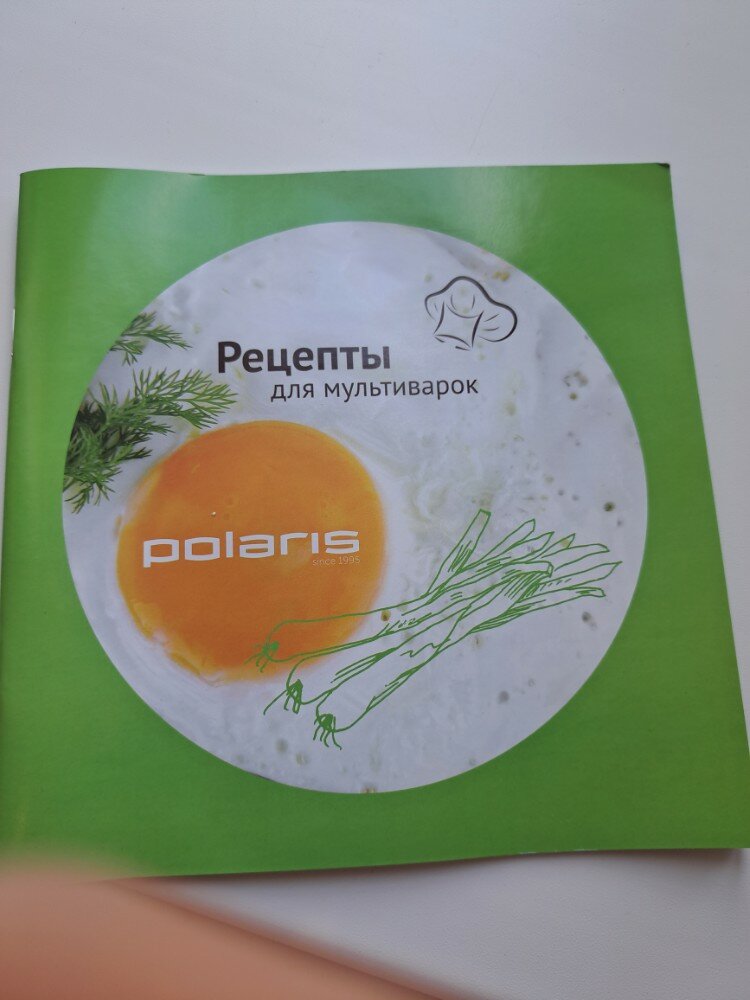 Рецепты
для мультиварок
polaris
since 1995